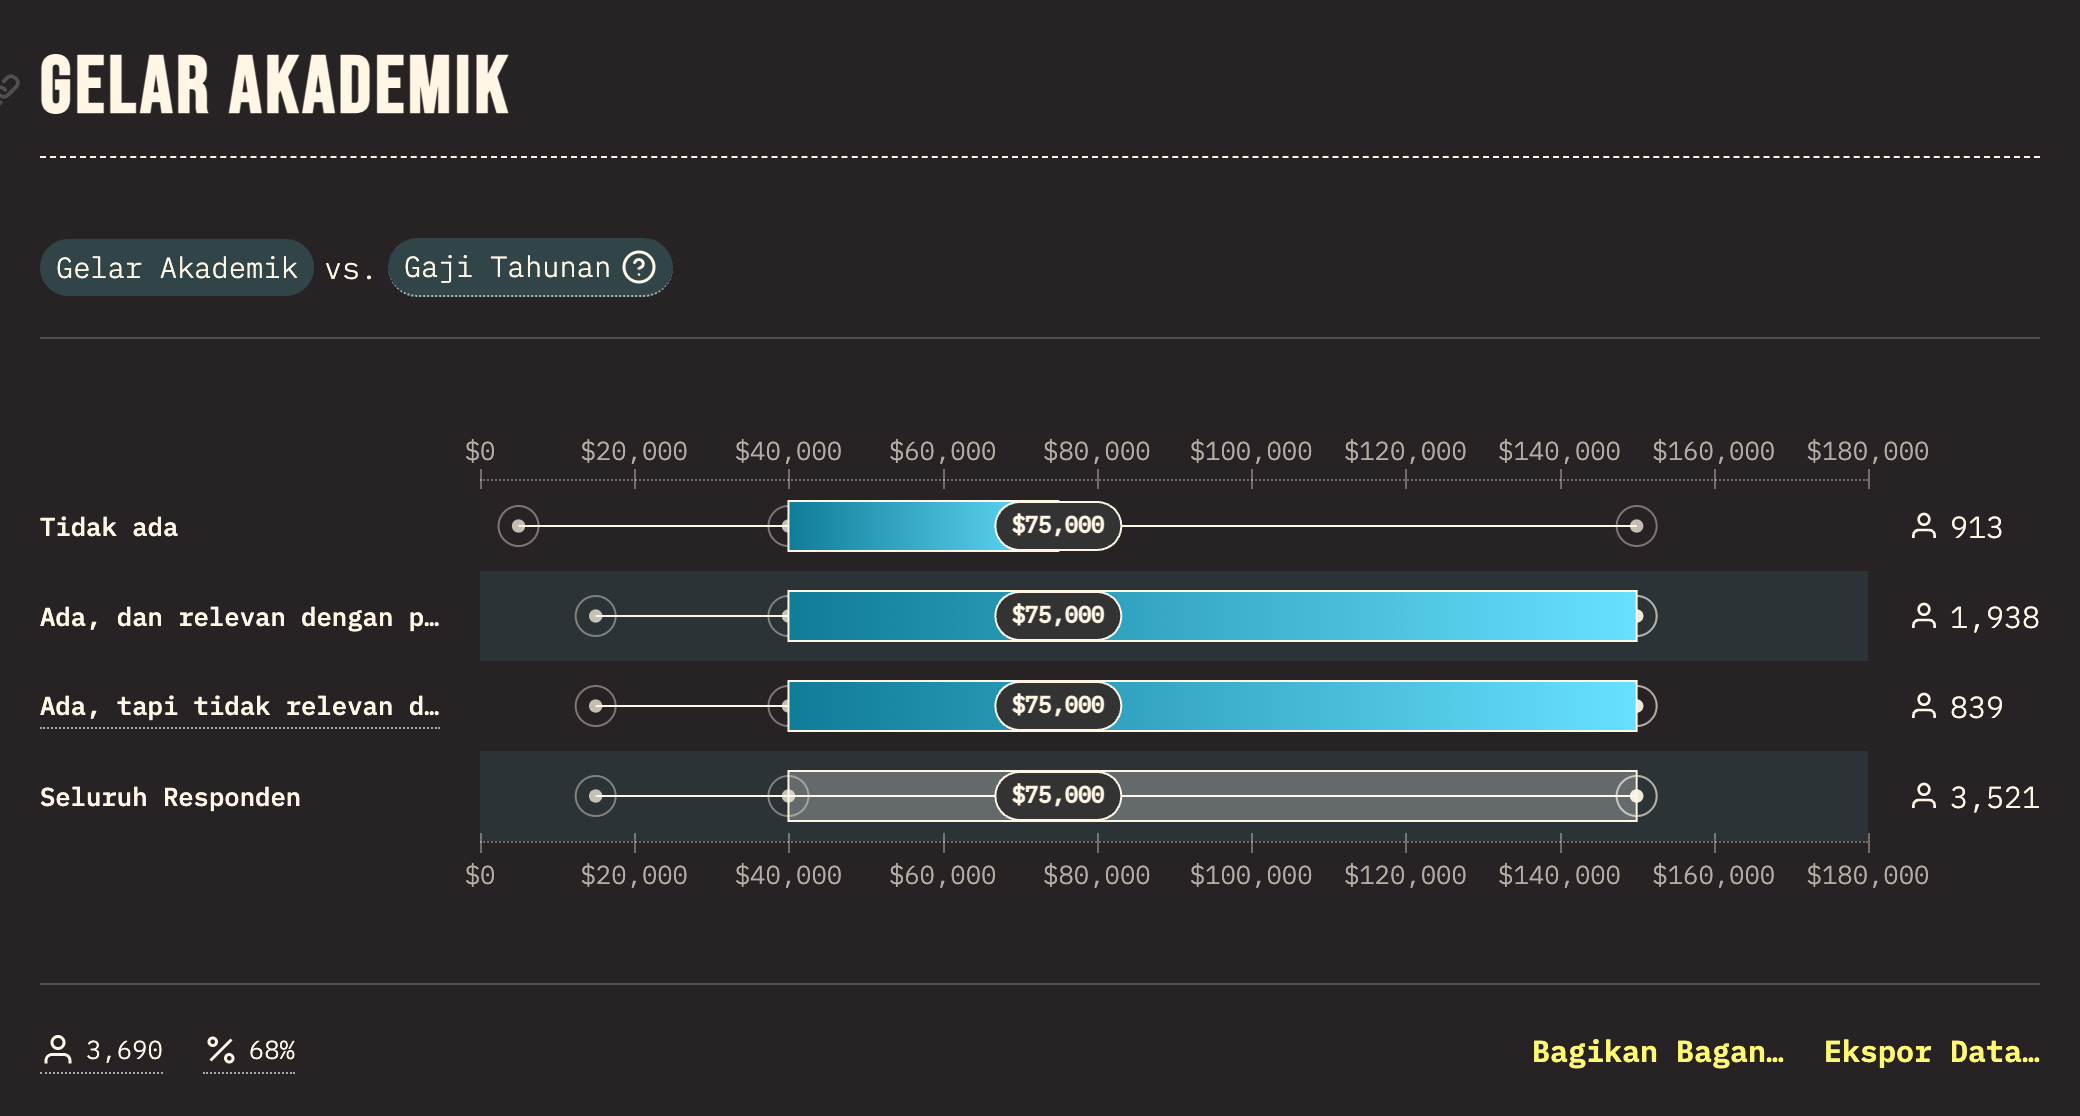 GELAR AKADEMIK
Gelar Akademik vs. Gaji Tahunan
$0 $20,000 $40,000 $60,000 $80,000 $100,000 $120,000 $140,000 $160,000 $180,000
Tidak ada $75,000 913
Ada, dan relevan dengan p… $75,000 1,938
Ada, tapi tidak relevan d… $75,000 839
Seluruh Responden $75,000 3,521
$0 $20,000 $40,000 $60,000 $80,000 $100,000 $120,000 $140,000 $160,000 $180,000
3,690 68% Bagikan Bagan… Ekspor Data…